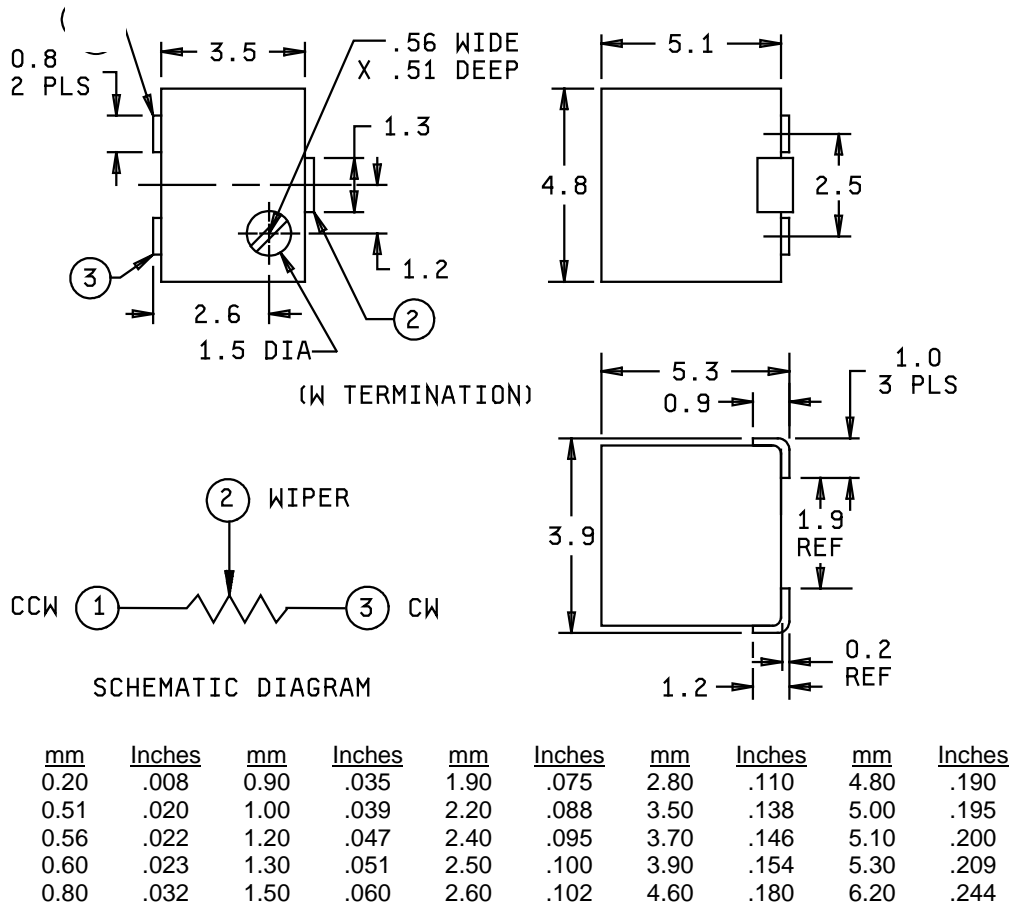 0.8
2 PLS
3.5
.56 WIDE
X .51 DEEP
1.3
1.2
3
2.6
2
1.5 DIA
(W TERMINATION)
5.1
4.8
2.5
5.3
0.9
1.0
3 PLS
3.9
1.9
REF
0.2
REF
1.2
2 WIPER
CCW 1 3 CW
SCHEMATIC DIAGRAM
mm Inches mm Inches mm Inches mm Inches mm Inches
0.20 .008 0.90 .035 1.90 .075 2.80 .110 4.80 .190
0.51 .020 1.00 .039 2.20 .088 3.50 .138 5.00 .195
0.56 .022 1.20 .047 2.40 .095 3.70 .146 5.10 .200
0.60 .023 1.30 .051 2.50 .100 3.90 .154 5.30 .209
0.80 .032 1.50 .060 2.60 .102 4.60 .180 6.20 .244